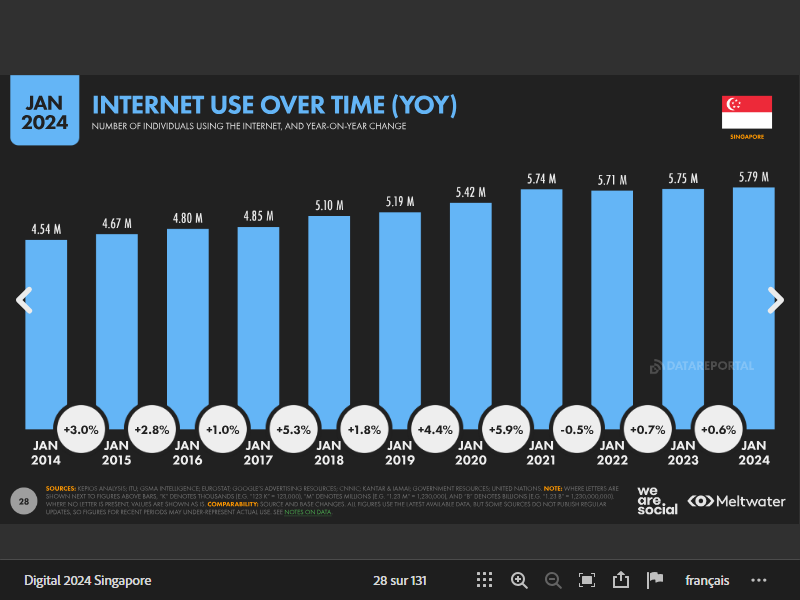 JAN
2024
INTERNET USE OVER TIME (YOY)
NUMBER OF INDIVIDUALS USING THE INTERNET, AND YEAR-ON-YEAR CHANGE
SINGAPORE
4.54 M
4.67 M
4.80 M
4.85 M
5.10 M
5.19 M
5.42 M
5.74 M
5.71 M
5.75 M
5.79 M
DATAREPORTAL
+3.0%
+2.8%
+1.0%
+5.3%
+1.8%
+4.4%
+5.9%
-0.5%
+0.7%
+0.6%
JAN
2014
JAN
2015
JAN
2016
JAN
2017
JAN
2018
JAN
2019
JAN
2020
JAN
2021
JAN
2022
JAN
2023
JAN
2024
28
SOURCES: KEPIOS ANALYSIS; ITU; GSMA INTELLIGENCE; EUROSTAT; GOOGLE'S ADVERTISING RESOURCES; CNNIC; KANTAR & IAMAI; GOVERNMENT RESOURCES; UNITED NATIONS. NOTE: WHERE LETTERS ARE
SHOWN NEXT TO FIGURES ABOVE BARS, "K" DENOTES THOUSANDS (E.G. "123 K" = 123,000), "M" DENOTES MILLIONS (E.G. "1.23 M" = 1,230,000), AND "B" DENOTES BILLIONS (E.G. "1.23 B" = 1,230,000,000).
WHERE NO LETTER IS PRESENT, VALUES ARE SHOWN AS IS. COMPARABILITY: SOURCE AND BASE CHANGES. ALL FIGURES USE THE LATEST AVAILABLE DATA, BUT SOME SOURCES DO NOT PUBLISH REGULAR
UPDATES, SO FIGURES FOR RECENT PERIODS MAY UNDER-REPRESENT ACTUAL USE. SEE NOTES ON DATA.
we
are.
social
Meltwater
Digital 2024 Singapore
28 sur 131
français